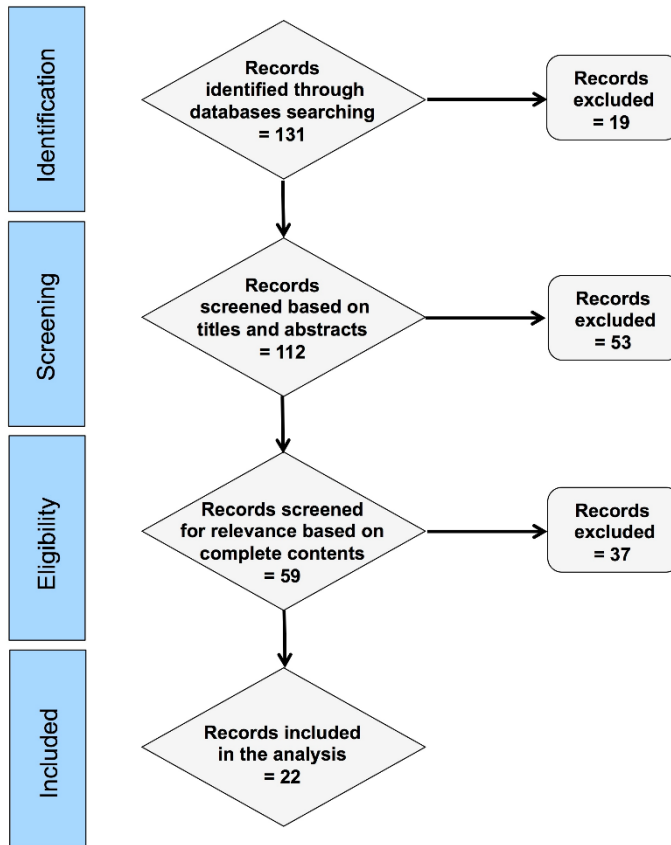 Identification
Records
identified through
databases searching
= 131
Records
excluded
= 19
Screening
Records
screened based on
titles and abstracts
= 112
Records
excluded
= 53
Eligibility
Records screened
for relevance based on
complete contents
= 59
Records
excluded
= 37
Included
Records included
in the analysis
= 22